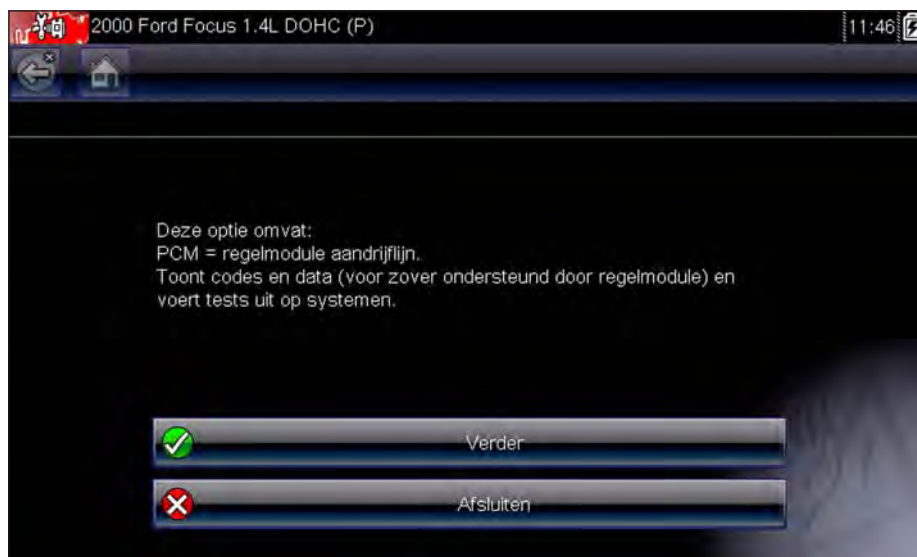 2000 Ford Focus 1.4L DOHC (P)
11:46
Deze optie omvat:
PCM = regelmodule aandrijflijn.
Toont codes en data (voor zover ondersteund door regelmodule) en
voert tests uit op systemen.
Verder
Afsluiten